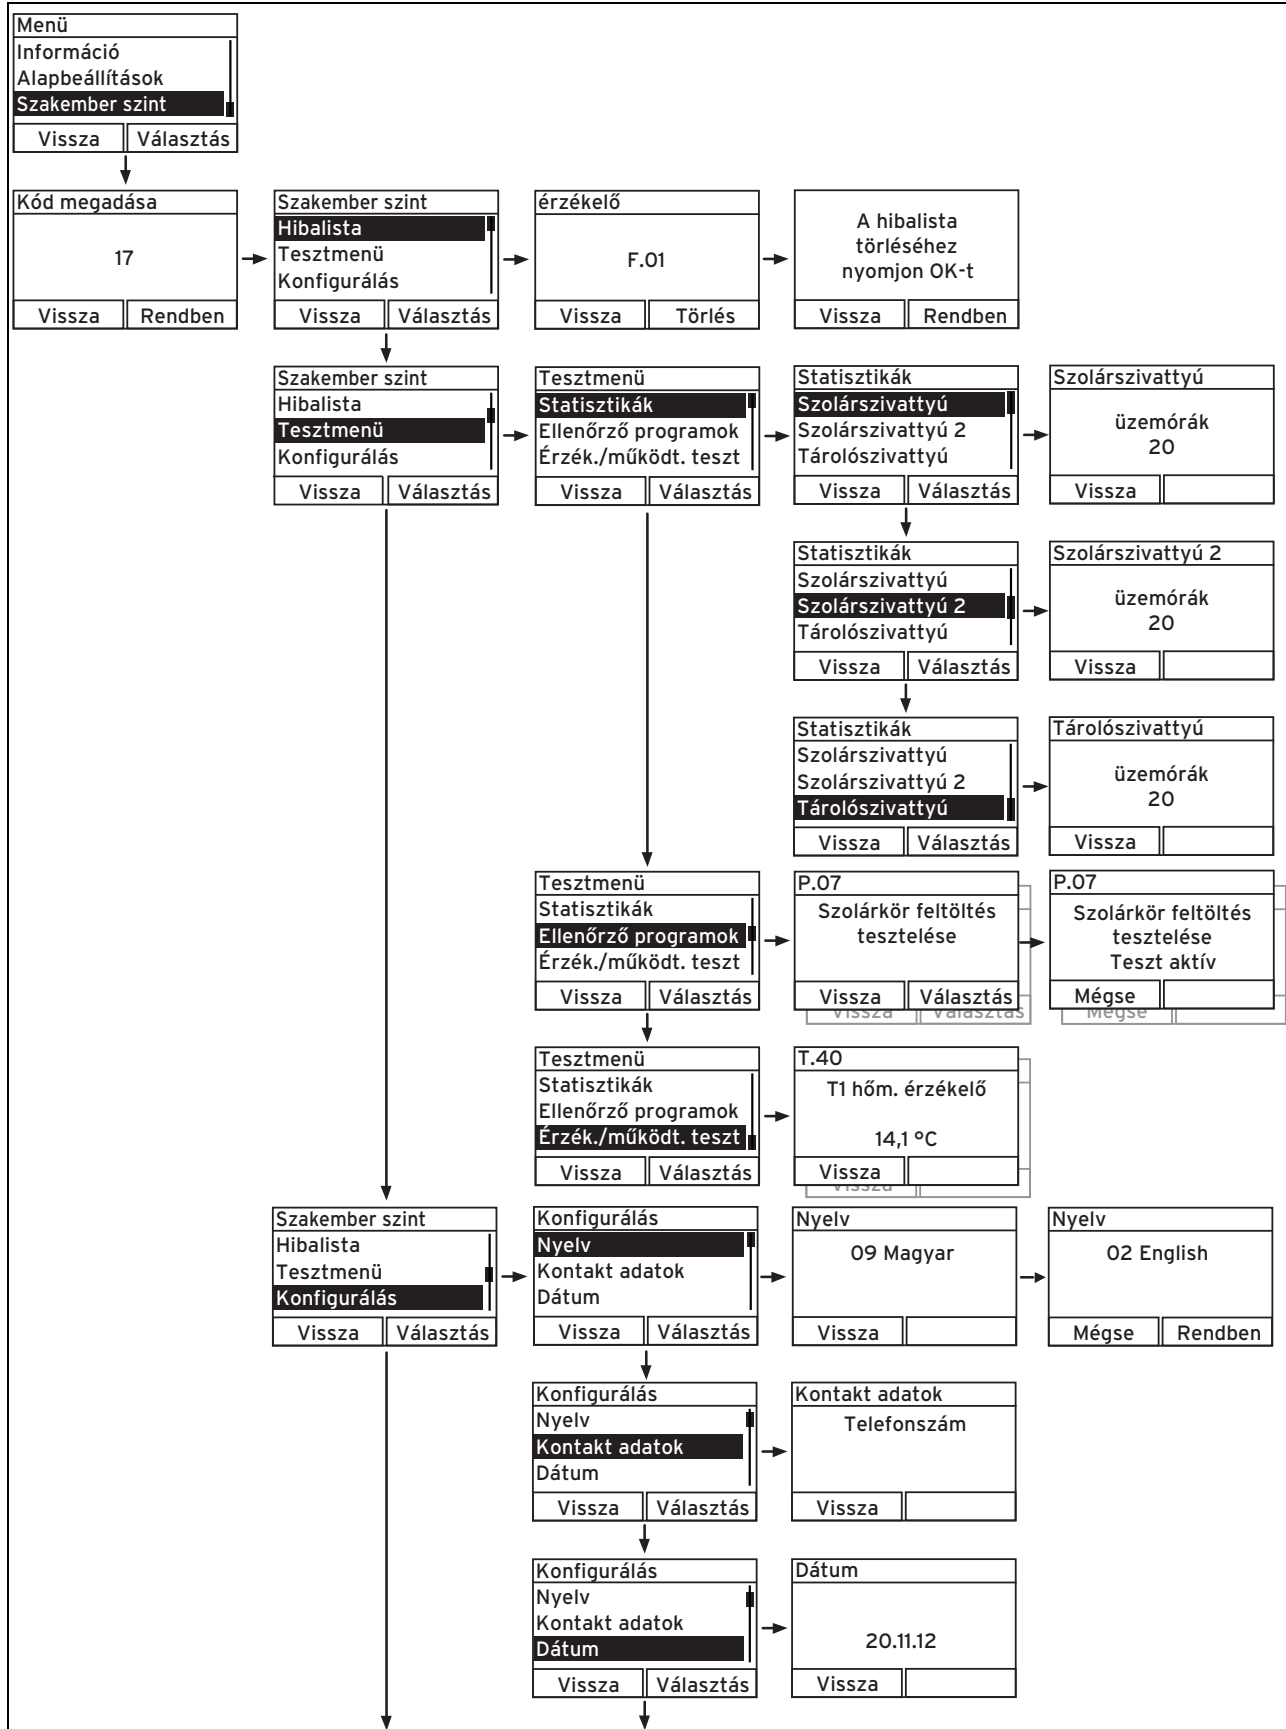 Menü
Információ
Alapbeállítások
Szakember szint
Vissza Választás
Kód megadása
17
Vissza Rendben
Szakember szint
Hibalista
Tesztmenü
Konfigurálás
Vissza Választás
érzékelő
F.01
Vissza Törlés
A hibalista
törléséhez
nyomjon OK-t
Vissza Rendben
Szakember szint
Hibalista
Tesztmenü
Konfigurálás
Vissza Választás
Tesztmenü
Statisztikák
Ellenőrző programok
Érzék./működt. teszt
Vissza Választás
Statisztikák
Szolárszivattyú
Szolárszivattyú 2
Tárolószivattyú
Vissza Választás
Szolárszivattyú
üzemórák
20
Vissza
Statisztikák
Szolárszivattyú
Szolárszivattyú 2
Tárolószivattyú
Vissza Választás
Szolárszivattyú 2
üzemórák
20
Vissza
Statisztikák
Szolárszivattyú
Szolárszivattyú 2
Tárolószivattyú
Vissza Választás
Tárolószivattyú
üzemórák
20
Vissza
Tesztmenü
Statisztikák
Ellenőrző programok
Érzék./működt. teszt
Vissza Választás
P.07
Szolárkör feltöltés
tesztelése
Vissza Választás
Vissza Választás
P.07
Szolárkör feltöltés
tesztelése
Teszt aktív
Mégse
Mégse
Tesztmenü
Statisztikák
Ellenőrző programok
Érzék./működt. teszt
Vissza Választás
T.40
T1 hőm. érzékelő
14,1 °C
Vissza
Vissza
Szakember szint
Hibalista
Tesztmenü
Konfigurálás
Vissza Választás
Konfigurálás
Nyelv
Kontakt adatok
Dátum
Vissza Választás
Nyelv
09 Magyar
Vissza
Nyelv
02 English
Mégse Rendben
Konfigurálás
Nyelv
Kontakt adatok
Dátum
Vissza Választás
Kontakt adatok
Telefonszám
Vissza
Konfigurálás
Nyelv
Kontakt adatok
Dátum
Vissza Választás
Dátum
20.11.12
Vissza